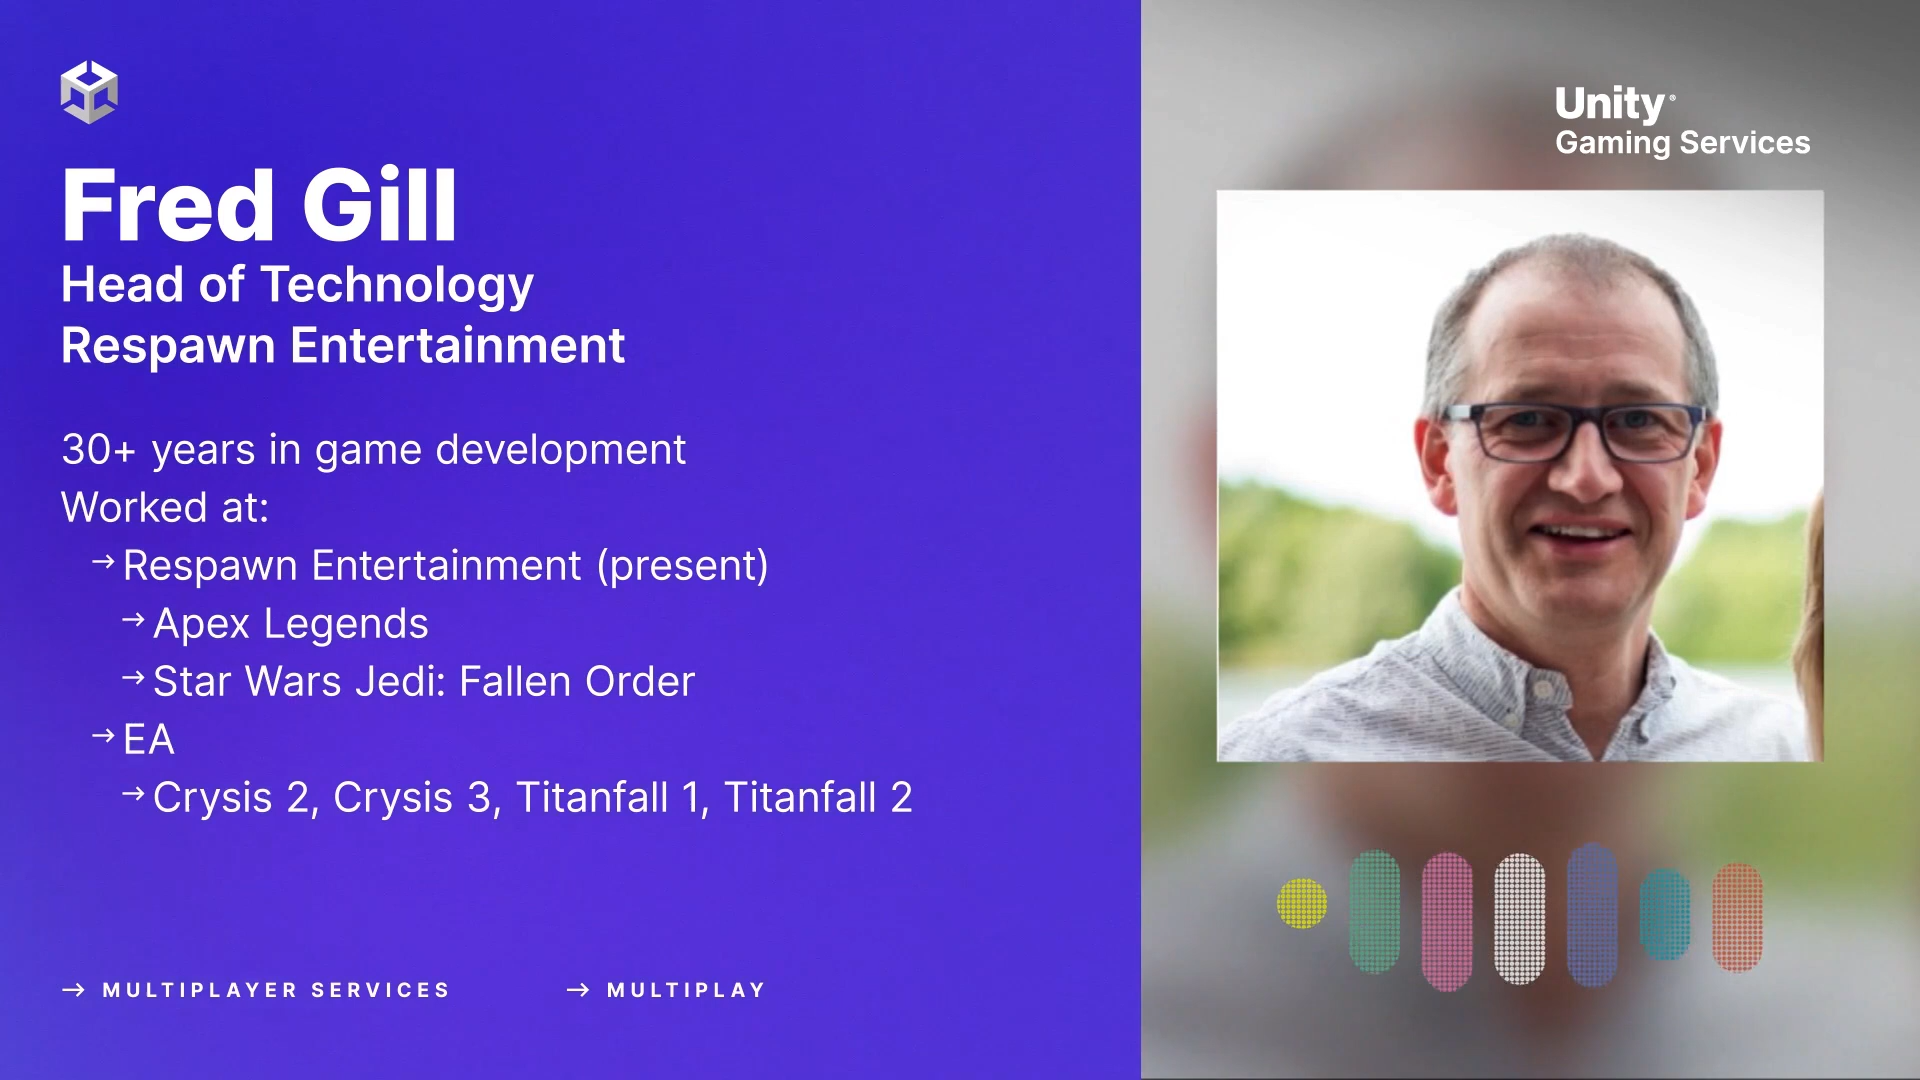 Fred Gill
Head of Technology
Respawn Entertainment
30+ years in game development
Worked at:
→ Respawn Entertainment (present)
→ Apex Legends
→ Star Wars Jedi: Fallen Order
→ EA
→ Crysis 2, Crysis 3, Titanfall 1, Titanfall 2
→ MULTIPLAYER SERVICES
→ MULTIPLAY
Unity®
Gaming Services